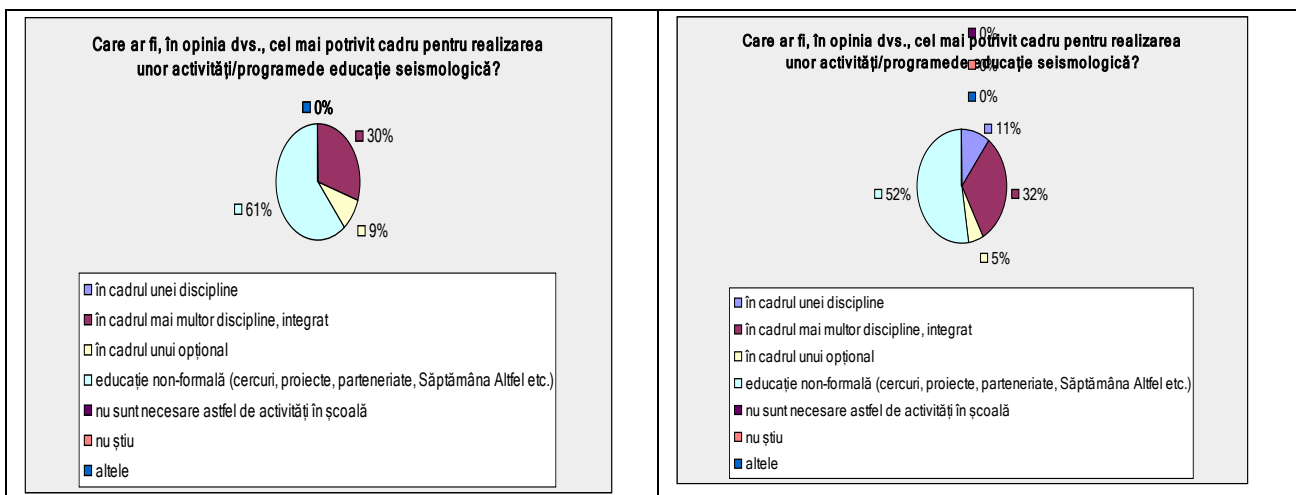 Care ar fi, în opinia dvs., cel mai potrivit cadru pentru realizarea
unor activități/programede educație seismologică?
0%
30%
61%
9%
în cadrul unei discipline
în cadrul mai multor discipline, integrat
în cadrul unui opțional
educație non-formală (cercuri, proiecte, parteneriate, Săptămâna Altfel etc.)
nu sunt necesare astfel de activități în școală
nu știu
altele
Care ar fi, în opinia dvs., cel mai potrivit cadru pentru realizarea
unor activități/programede educație seismologică?
0%
0%
0%
11%
52%
32%
5%
în cadrul unei discipline
în cadrul mai multor discipline, integrat
în cadrul unui opțional
educație non-formală (cercuri, proiecte, parteneriate, Săptămâna Altfel etc.)
nu sunt necesare astfel de activități în școală
nu știu
altele